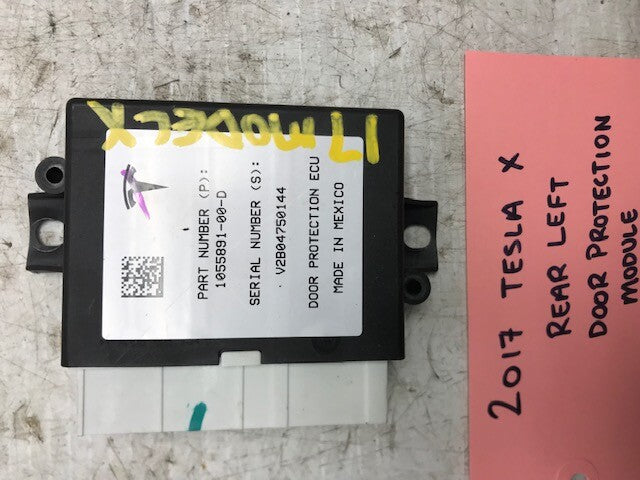 17 MODEL X
PART NUMBER (P):
1055891-00-D
SERIAL NUMBER (S):
V2B04750144
DOOR PROTECTION ECU
MADE IN MEXICO
2017 TESLA X
REAR LEFT
DOOR PROTECTION
MODULE